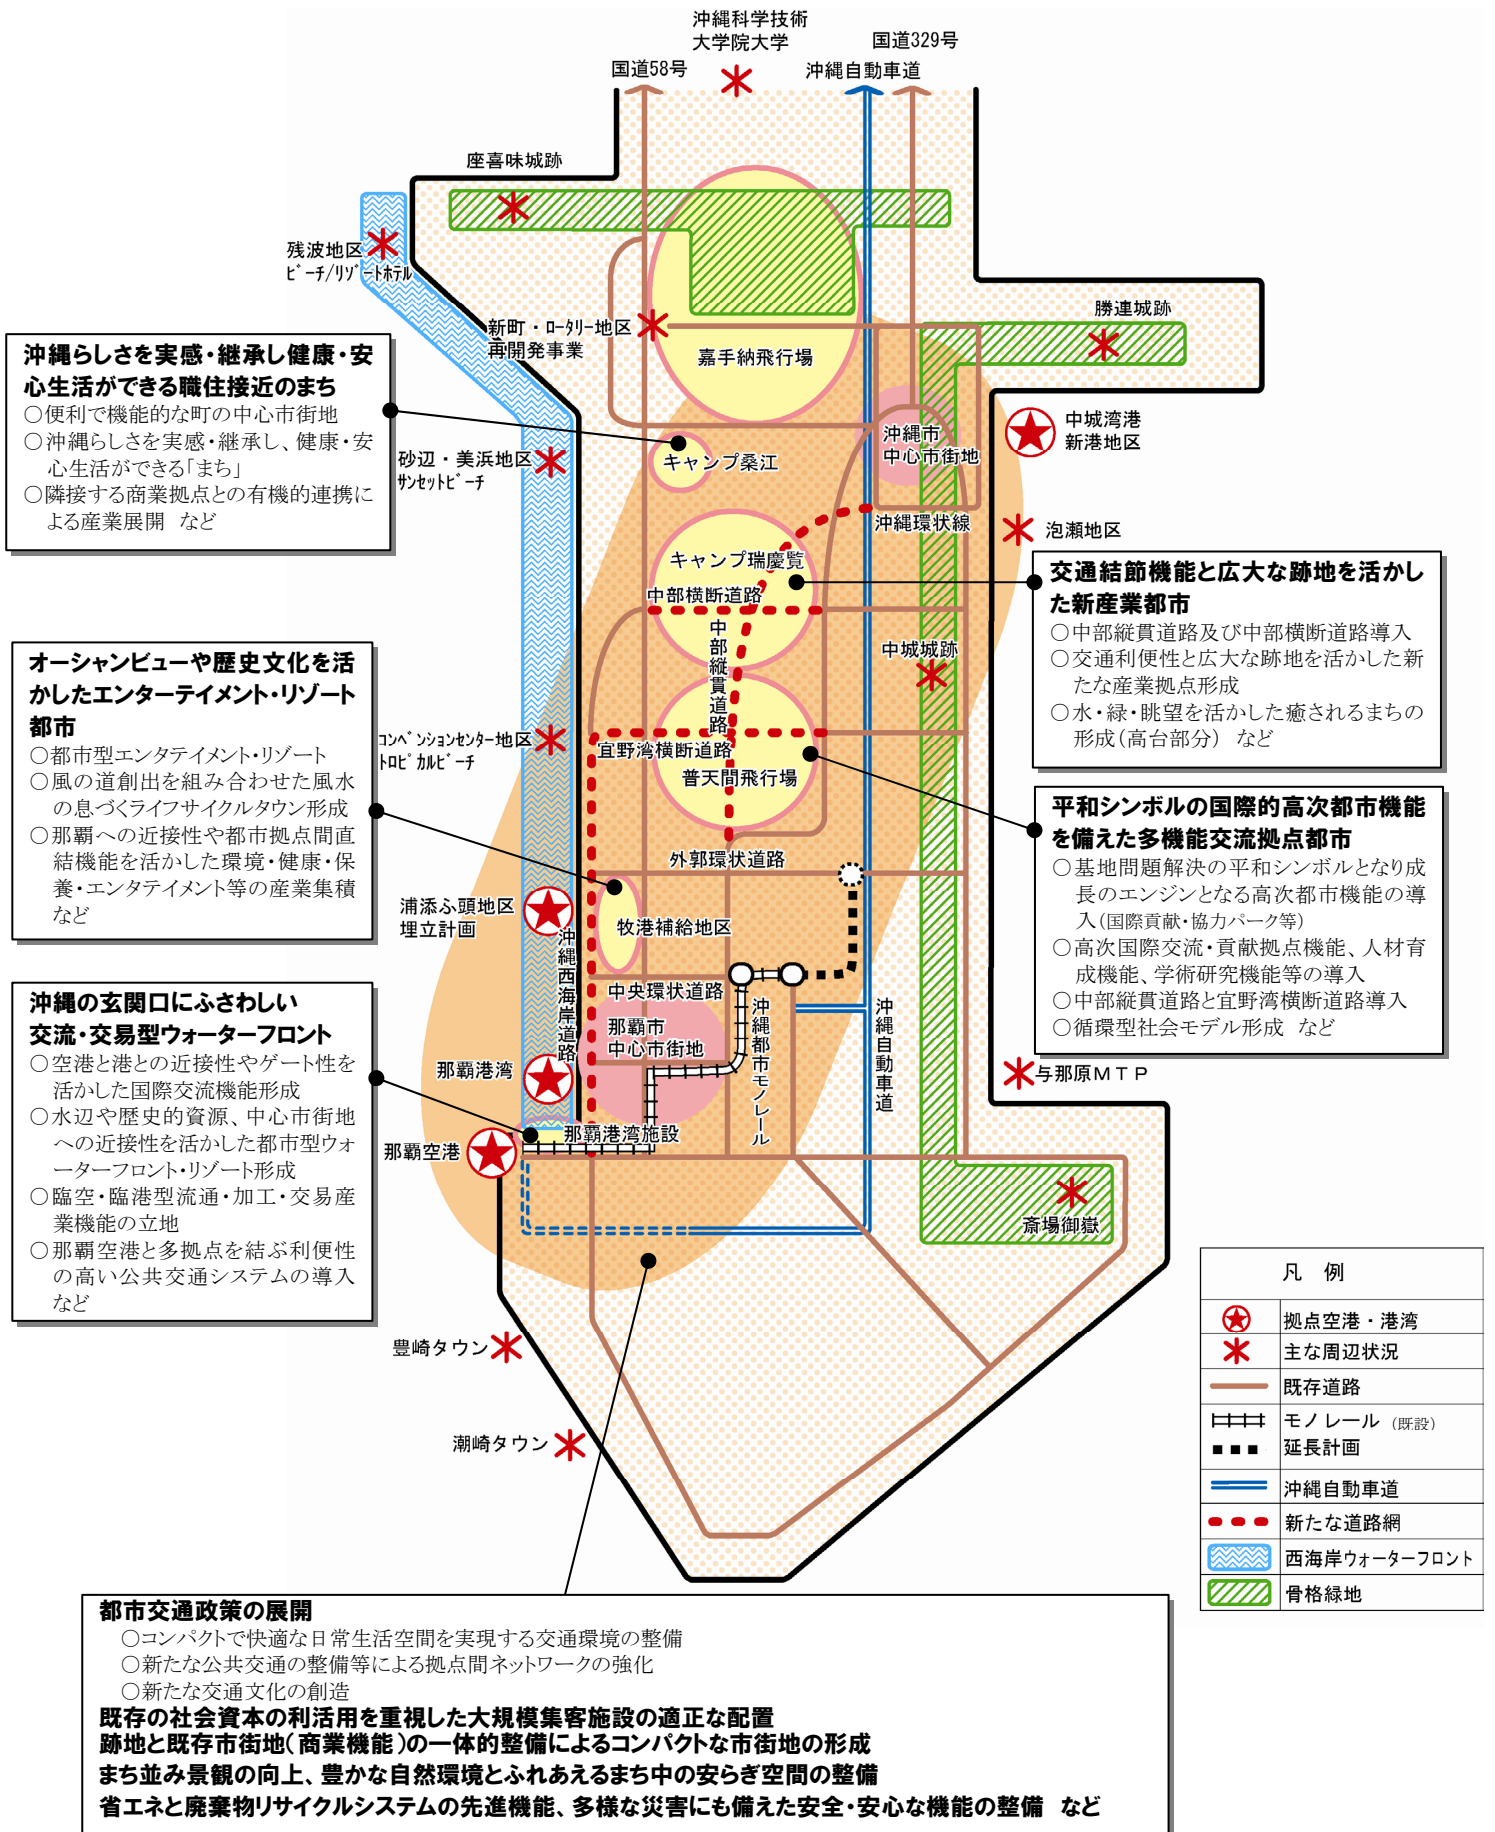 沖縄科学技術
大学院大学
国道58号
沖縄自動車道
国道329号
座喜味城跡
残波地区
ビーチ/リゾートホテル
新町・ロータリー地区
再開発事業
嘉手納飛行場
勝連城跡
沖縄らしさを実感・継承し健康・安
心生活ができる職住接近のまち
○便利で機能的な町の中心市街地
○沖縄らしさを実感・継承し、健康・安
心生活ができる「まち」
○隣接する商業拠点との有機的連携に
よる産業展開 など
沖縄市
中心市街地
中城湾港
新港地区
キャンプ桑江
砂辺・美浜地区
サンセットビーチ
沖縄環状線
泡瀬地区
キャンプ瑞慶覧
中部横断道路
中部縦貫道路
中城城跡
交通結節機能と広大な跡地を活かし
た新産業都市
○中部縦貫道路及び中部横断道路導入
○交通利便性と広大な跡地を活かした新
たな産業拠点形成
○水・緑・眺望を活かした癒されるまちの
形成(高台部分) など
オーシャンビューや歴史文化を活
かしたエンターテイメント・リゾート
都市
○都市型エンタテイメント・リゾート
○風の道創出を組み合わせた風水
の息づくライフサイクルタウン形成
○那覇への近接性や都市拠点間直
結機能を活かした環境・健康・保
養・エンタテイメント等の産業集積
など
コンベンションセンター地区
トロピカルビーチ
宜野湾横断道路
普天間飛行場
平和シンボルの国際的高次都市機能
を備えた多機能交流拠点都市
○基地問題解決の平和シンボルとなり成
長のエンジンとなる高次都市機能の導
入(国際貢献・協力パーク等)
○高次国際交流・貢献拠点機能、人材育
成機能、学術研究機能等の導入
○中部縦貫道路と宜野湾横断道路導入
○循環型社会モデル形成 など
外郭環状道路
浦添ふ頭地区
埋立計画
牧港補給地区
沖縄西海岸道路
中央環状道路
沖縄の玄関口にふさわしい
交流・交易型ウォーターフロント
○空港と港との近接性やゲート性を
活かした国際交流機能形成
○水辺や歴史的資源、中心市街地
への近接性を活かした都市型ウォ
ーターフロント・リゾート形成
○臨空・臨港型流通・加工・交易産
業機能の立地
○那覇空港と多拠点を結ぶ利便性
の高い公共交通システムの導入
など
那覇市
中心市街地
沖縄都市モノレール
沖縄自動車道
那覇港湾
与那原MTP
那覇港湾施設
那覇空港
斎場御嶽
豊崎タウン
潮崎タウン
凡 例
拠点空港・港湾
主な周辺状況
既存道路
モノレール (既設)
延長計画
沖縄自動車道
新たな道路網
西海岸ウォーターフロント
骨格緑地
都市交通政策の展開
○コンパクトで快適な日常生活空間を実現する交通環境の整備
○新たな公共交通の整備等による拠点間ネットワークの強化
○新たな交通文化の創造
既存の社会資本の利活用を重視した大規模集客施設の適正な配置
跡地と既存市街地(商業機能)の一体的整備によるコンパクトな市街地の形成
まち並み景観の向上、豊かな自然環境とふれあえるまち中の安らぎ空間の整備
省エネと廃棄物リサイクルシステムの先進機能、多様な災害にも備えた安全・安心な機能の整備 など